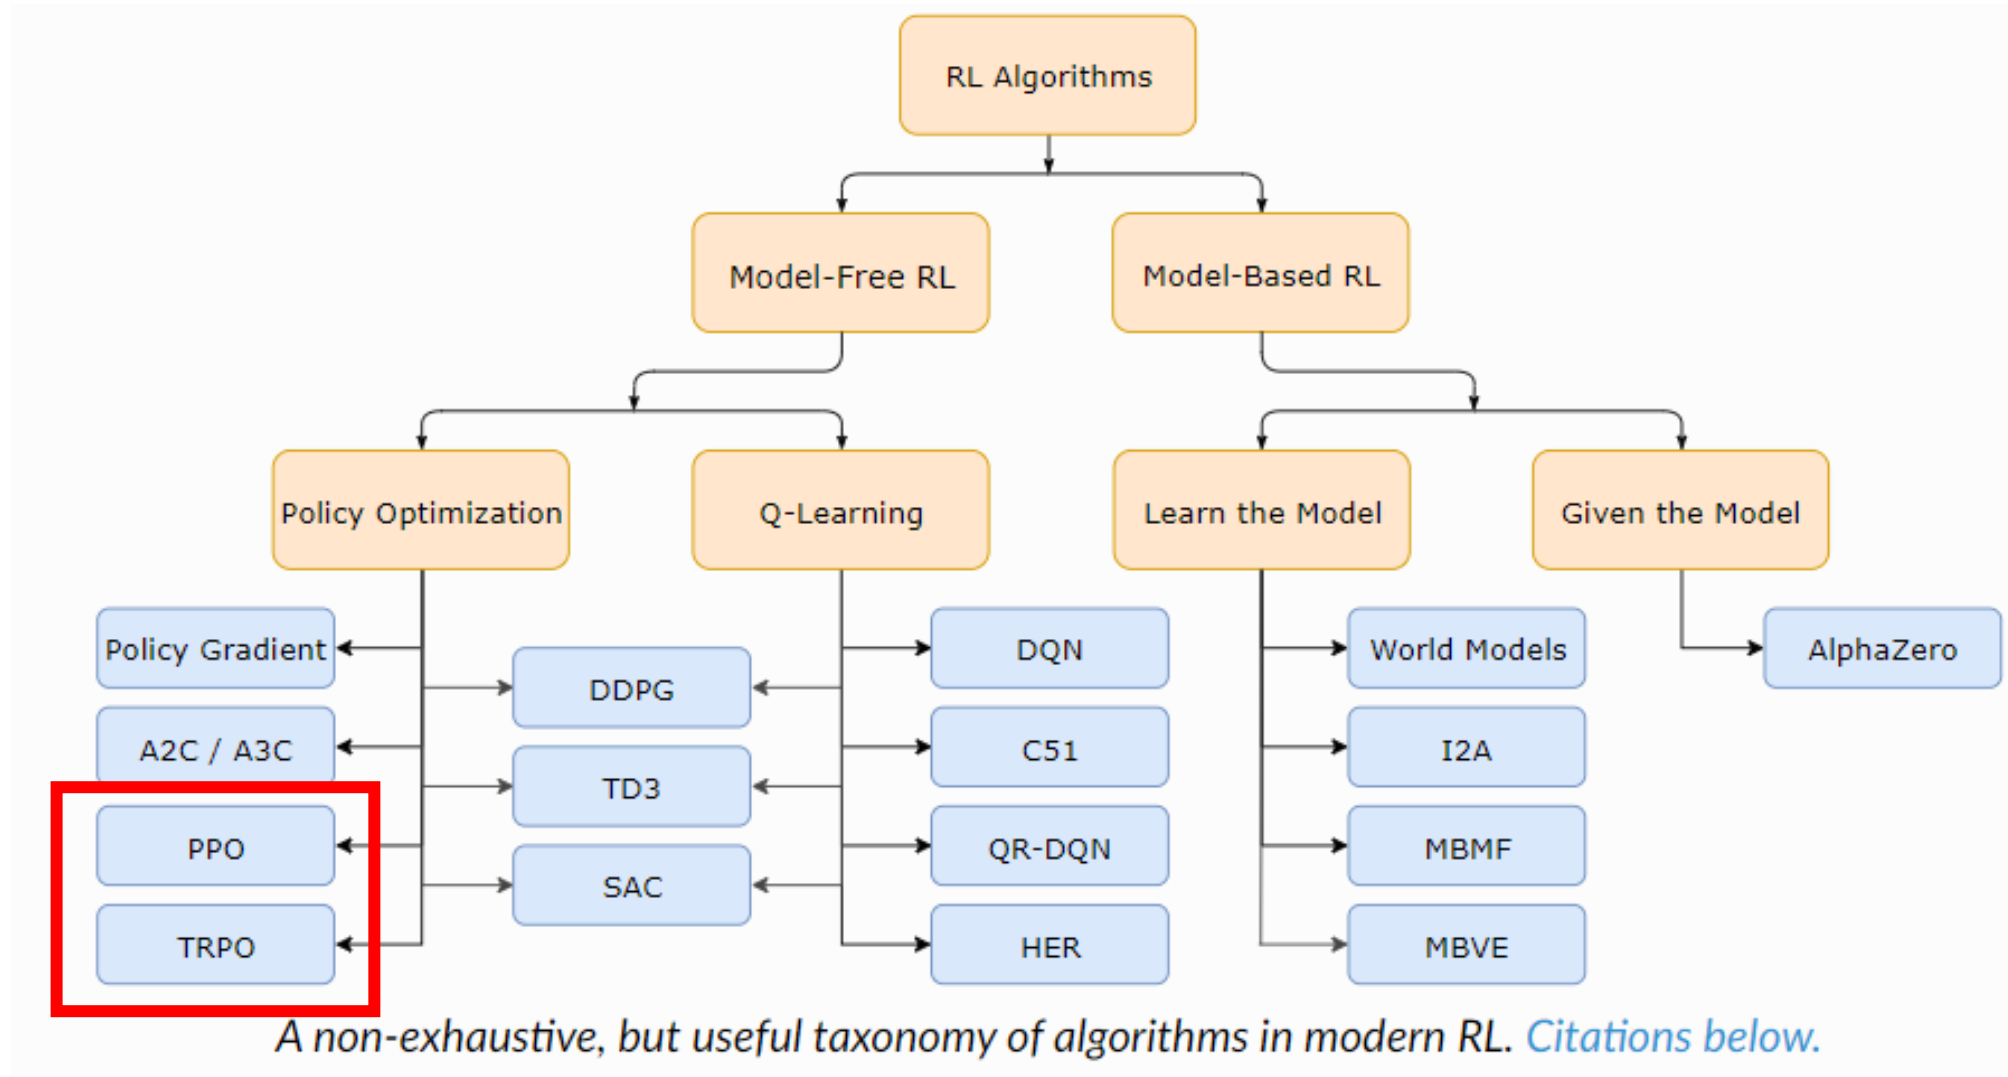 RL Algorithms
Model-Free RL
Model-Based RL
Policy Optimization
Q-Learning
Learn the Model
Given the Model
Policy Gradient
DDPG
DQN
World Models
AlphaZero
A2C / A3C
TD3
C51
I2A
PPO
SAC
QR-DQN
MBMF
TRPO
HER
MBVE
A non-exhaustive, but useful taxonomy of algorithms in modern RL. Citations below.